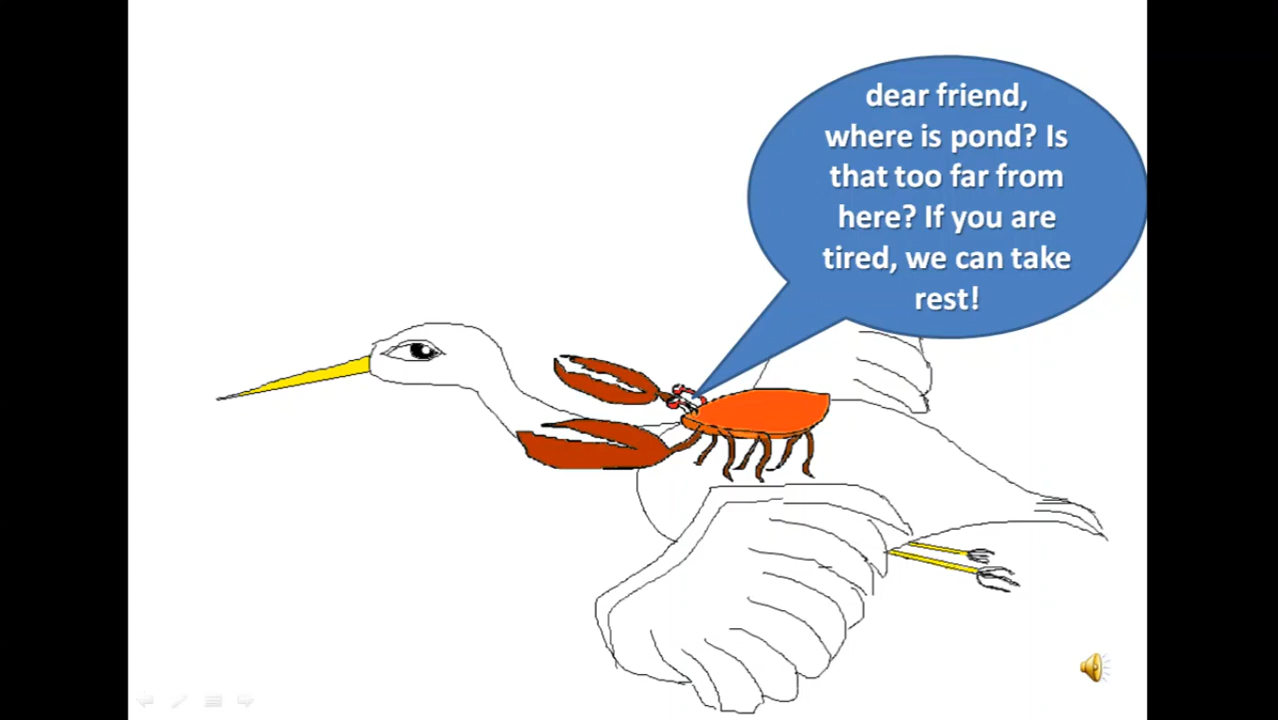 dear friend,
where is pond? Is
that too far from
here? If you are
tired, we can take
rest!